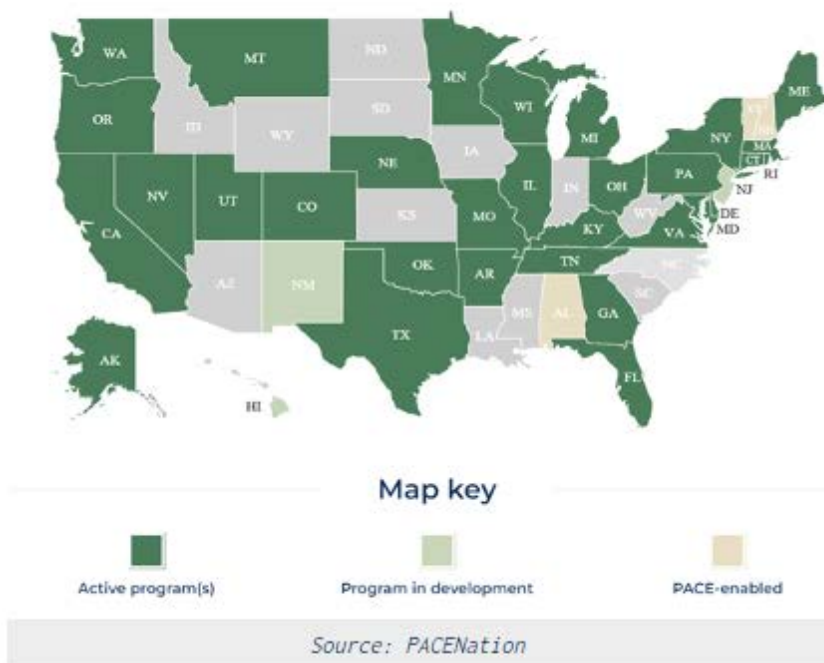 WA
MT
ND
MN
ME
OR
ID
SD
WI
VT
NH
WY
MI
NY
MA
CT
RI
NE
IA
PA
NJ
NV
UT
CO
IL
IN
OH
WV
DE
MD
CA
KS
MO
KY
VA
AZ
NM
OK
AR
TN
NC
SC
TX
LA
MS
AL
GA
AK
FL
HI
Map key
Active program(s)
Program in development
PACE-enabled
Source: PACENation